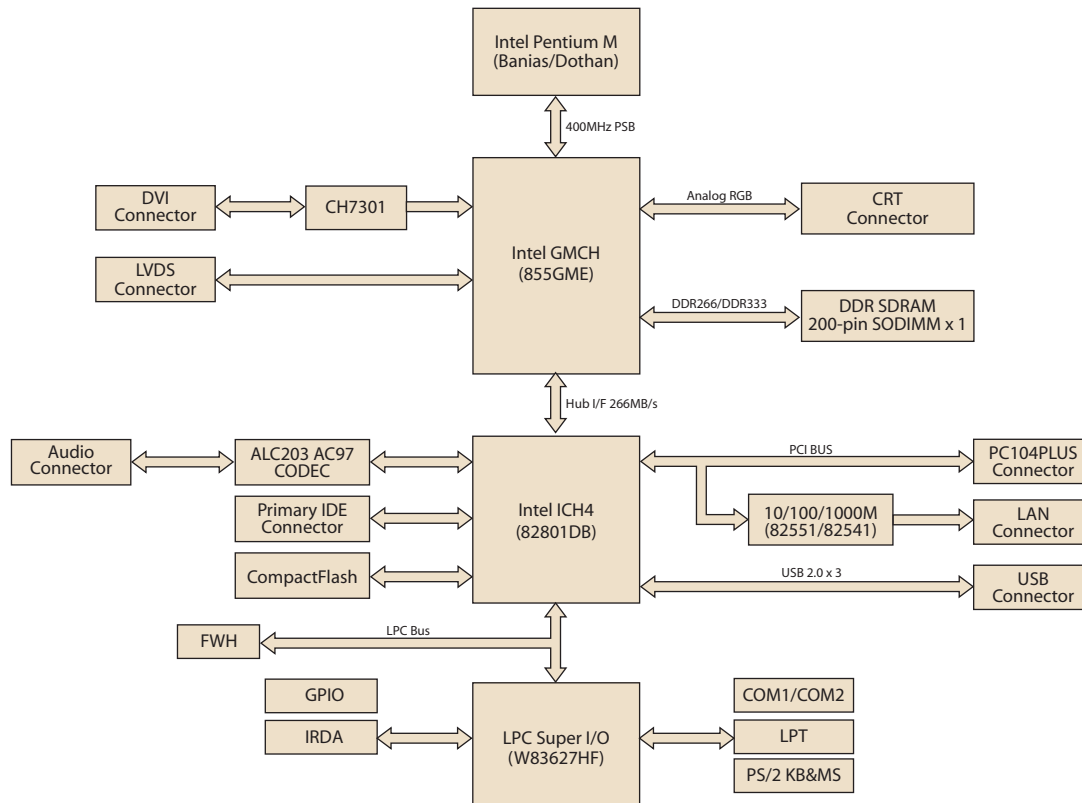 Intel Pentium M
(Banias/Dothan)
400MHz PSB
DVI
Connector
CH7301
LVDS
Connector
Intel GMCH
(855GME)
Analog RGB
CRT
Connector
DDR266/DDR333
DDR SDRAM
200-pin SODIMM x 1
Hub I/F 266MB/s
Audio
Connector
ALC203 AC97
CODEC
Primary IDE
Connector
CompactFlash
Intel ICH4
(82801DB)
PCI BUS
PC104PLUS
Connector
10/100/1000M
(82551/82541)
LAN
Connector
USB 2.0 x 3
USB
Connector
FWH
LPC Bus
GPIO
IRDA
LPC Super I/O
(W83627HF)
COM1/COM2
LPT
PS/2 KB&MS